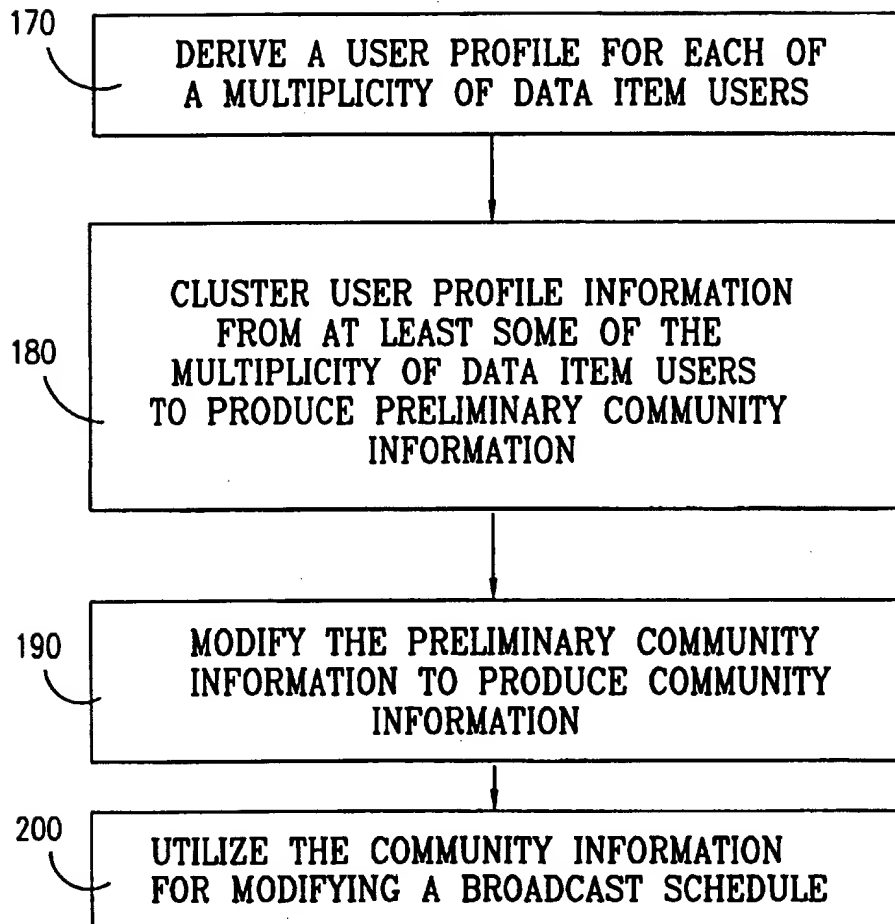 170
DERIVE A USER PROFILE FOR EACH OF
A MULTIPLICITY OF DATA ITEM USERS
180
CLUSTER USER PROFILE INFORMATION
FROM AT LEAST SOME OF THE
MULTIPLICITY OF DATA ITEM USERS
TO PRODUCE PRELIMINARY COMMUNITY
INFORMATION
190
MODIFY THE PRELIMINARY COMMUNITY
INFORMATION TO PRODUCE COMMUNITY
INFORMATION
200
UTILIZE THE COMMUNITY INFORMATION
FOR MODIFYING A BROADCAST SCHEDULE